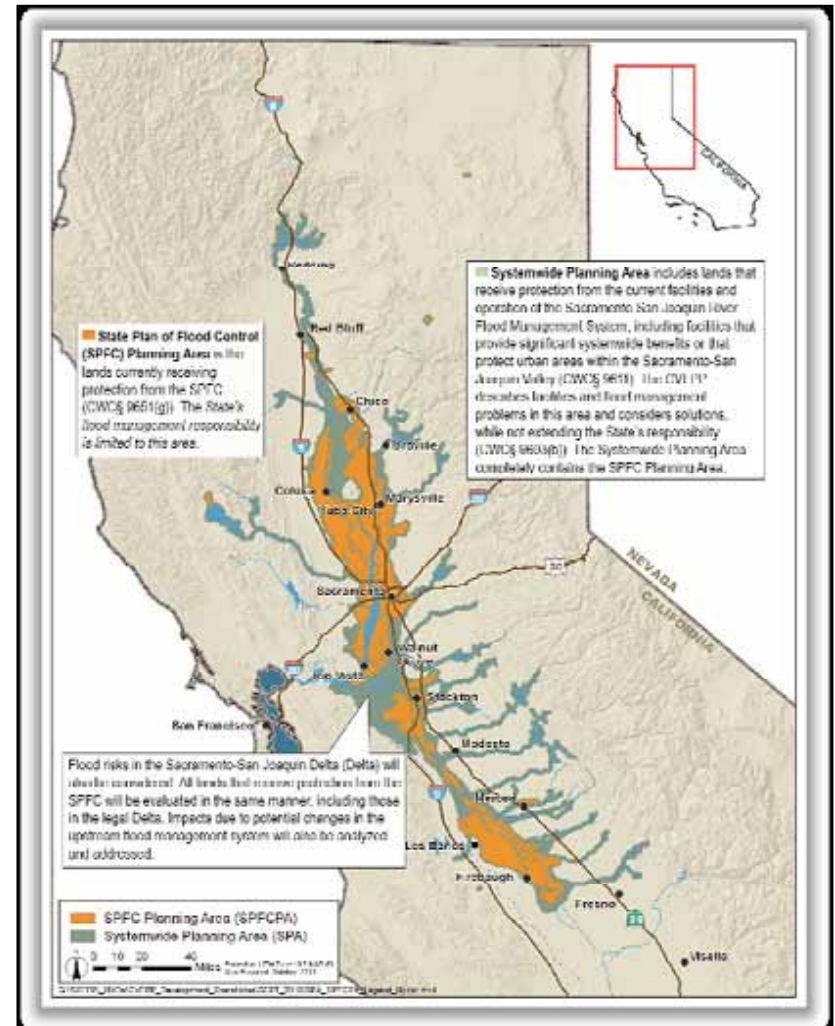 CALIFORNIA
Systemwide Planning Area includes lands that
receive protection from the current facilities and
operation of the Sacramento-San Joaquin River
Flood Management System, including facilities that
provide significant systemwide benefits or that
protect urban areas within the Sacramento-San
Joaquin Valley (CWC§ 9611). The CVFPP
describes facilities and flood management
problems in this area and considers solutions,
while not extending the State's responsibility
(CWC§ 9603(b)). The Systemwide Planning Area
completely contains the SPFC Planning Area.
State Plan of Flood Control
(SPFC) Planning Area is the
lands currently receiving
protection from the SPFC
(CWC§ 9651(g)). The State's
flood management responsibility
is limited to this area.
Redding
Red Bluff
Chico
Oroville
Colusa
Yuba City
Marysville
NEVADA
CALIFORNIA
Sacramento
Walnut
Rio Vista
Stockton
San Francisco
Modesto
Flood risks in the Sacramento-San Joaquin Delta (Delta) will
also be considered. All lands that receive protection from the
SPFC will be evaluated in the same manner, including those
in the legal Delta. Impacts due to potential changes in the
upstream flood management system will also be analyzed
and addressed.
Merced
Los Banos
Firebaugh
Fresno
Visalia
SPFC Planning Area (SPFCPA)
Systemwide Planning Area (SPA)
0 10 20 40
Miles